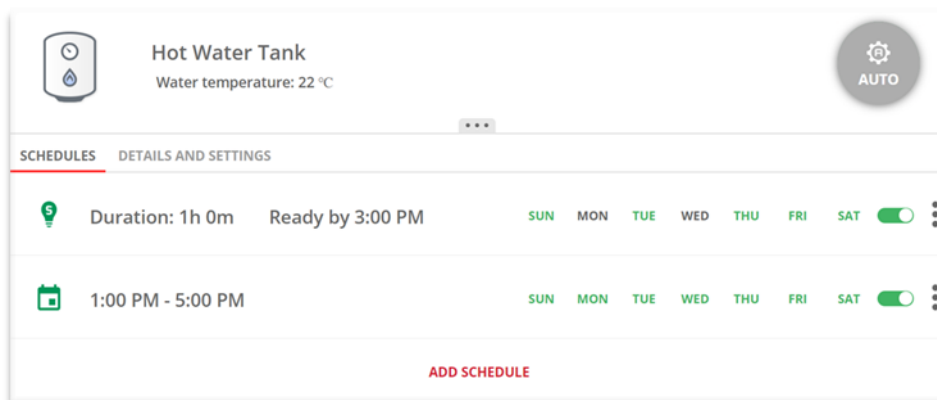 Hot Water Tank
Water temperature: 22 °C
AUTO
SCHEDULES DETAILS AND SETTINGS
Duration: 1h 0m Ready by 3:00 PM SUN MON TUE WED THU FRI SAT
1:00 PM - 5:00 PM SUN MON TUE WED THU FRI SAT
ADD SCHEDULE